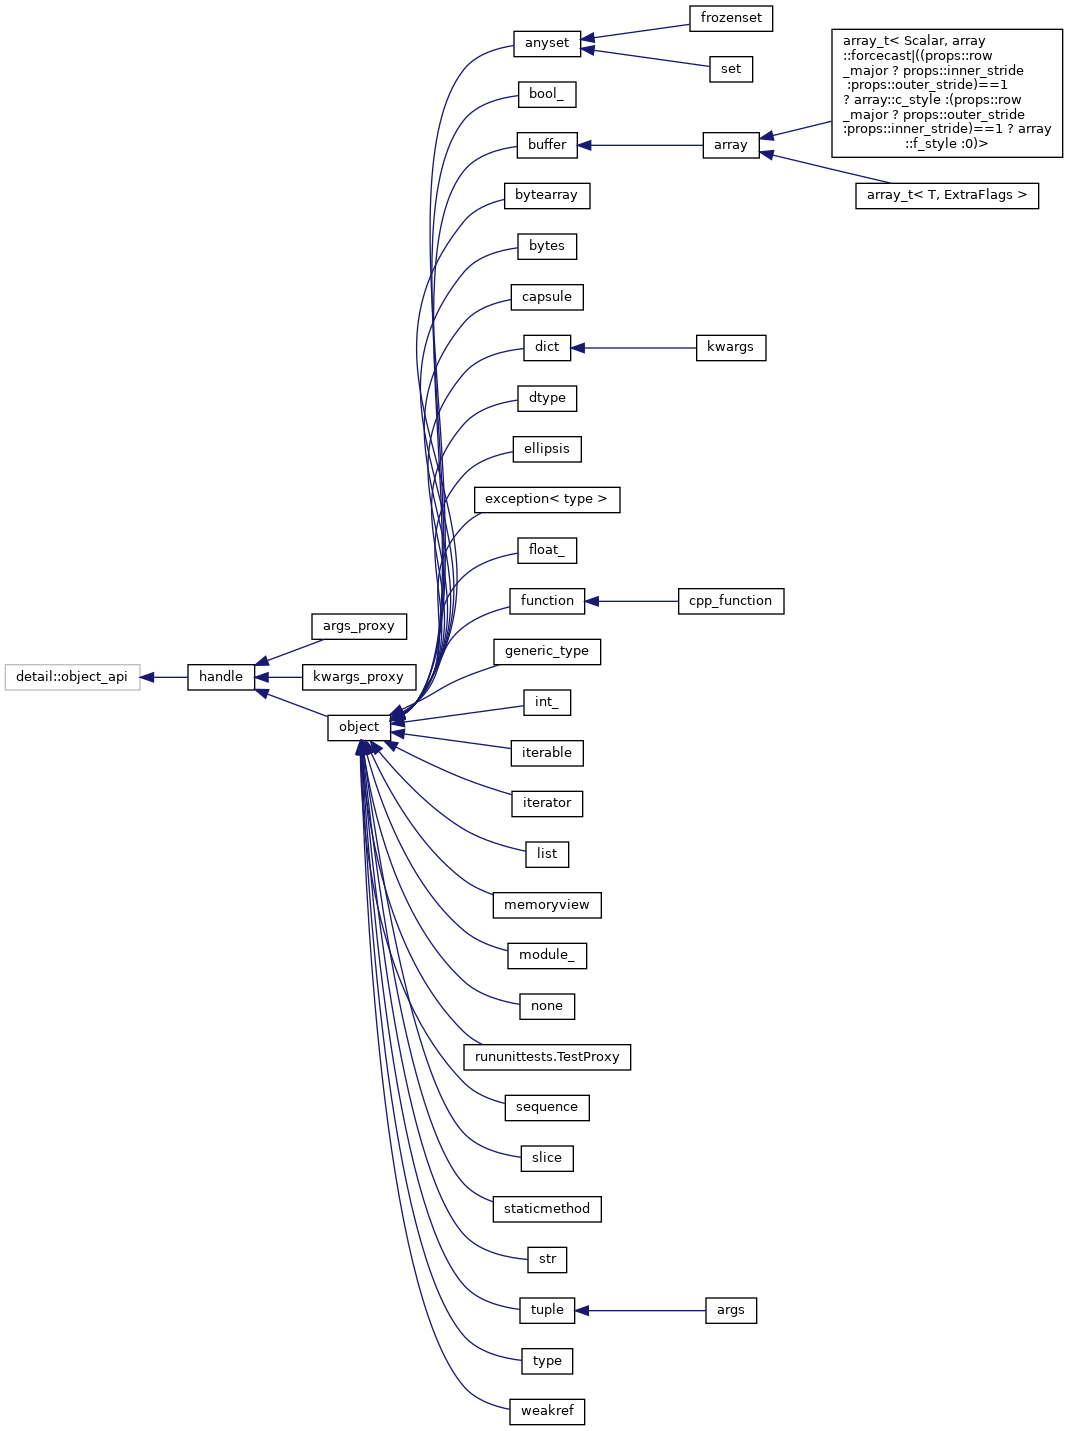 frozenset
anyset
set
bool_
buffer
array
array_t< Scalar, array
::forcecast|((props::row
_major ? props::inner_stride
:props::outer_stride)==1
? array::c_style :(props::row
_major ? props::outer_stride
:props::inner_stride)==1 ? array
::f_style :0)>
array_t< T, ExtraFlags >
bytearray
bytes
capsule
dict
kwargs
dtype
ellipsis
exception< type >
float_
function
cpp_function
args_proxy
generic_type
detail::object_api
handle
kwargs_proxy
int_
object
iterable
iterator
list
memoryview
module_
none
rununittests.TestProxy
sequence
slice
staticmethod
str
tuple
args
type
weakref